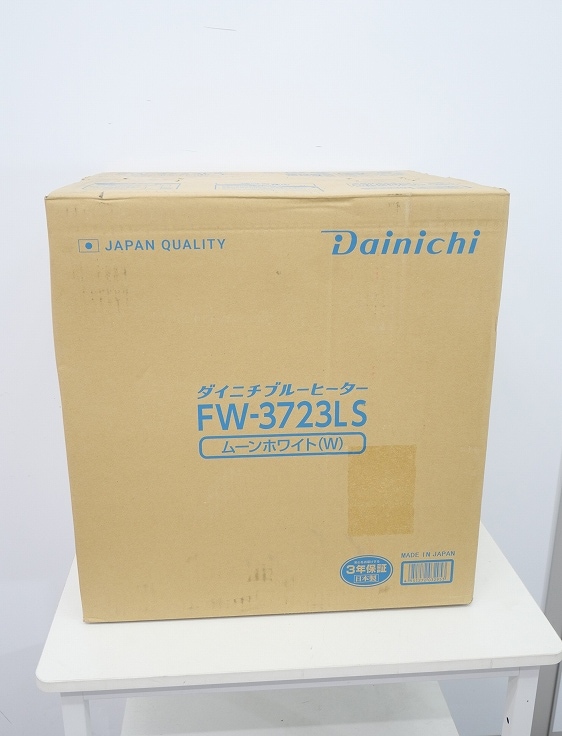 JAPAN QUALITY
Dainichi
ダイニチブルーヒーター
FW-3723LS
ムーンホワイト(W)
MADE IN JAPAN
3年保証
日本製